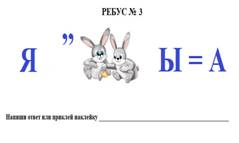 РЕБУС № 3
Я ” Ы = А
Напиши ответ или приклей наклейку